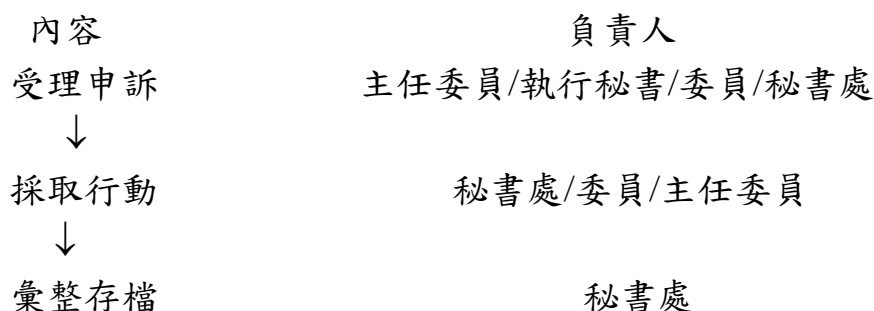 內容 負責人
受理申訴 主任委員/執行秘書/委員/秘書處
↓
採取行動 秘書處/委員/主任委員
↓
彙整存檔 秘書處